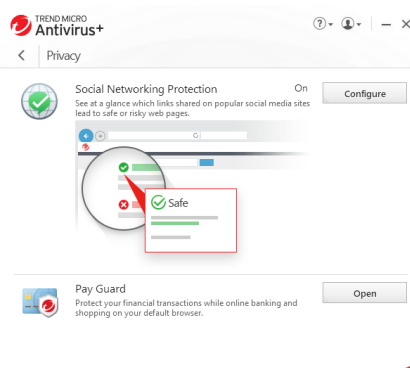 TREND MICRO
Antivirus+
Privacy
Social Networking Protection On
See at a glance which links shared on popular social media sites
lead to safe or risky web pages.
Configure
Safe
Pay Guard
Protect your financial transactions while online banking and
shopping on your default browser.
Open